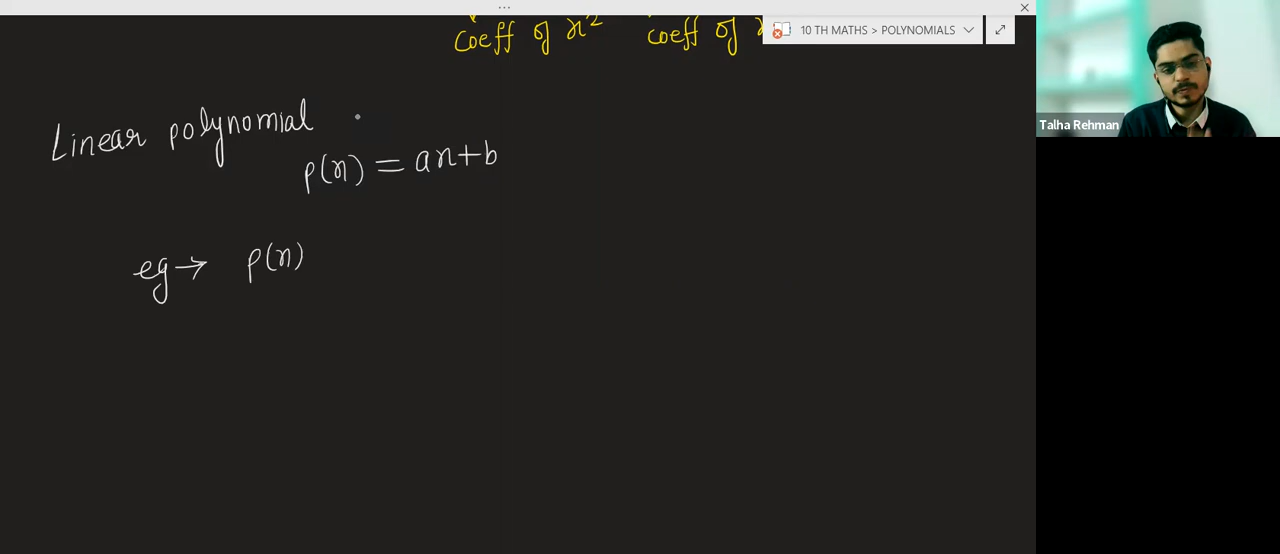 coeff of x² coeff of
10 TH MATHS > POLYNOMIALS
Talha Rehman
Linear polynomial
p(x) = ax+b
eg→ p(x)